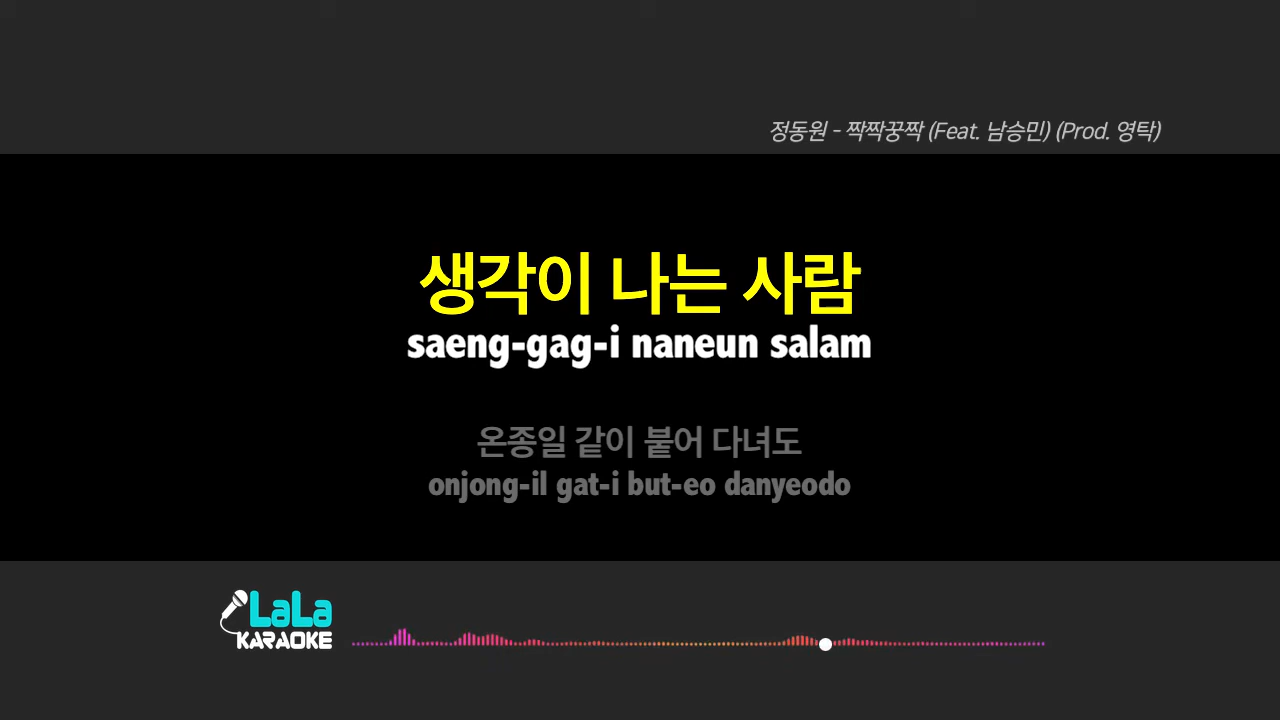 정동원 - 짝짝꿍짝 (Feat. 남승민) (Prod. 영탁)
생각이 나는 사람
saeng-gag-i naneun salam
온종일 같이 붙어 다녀도
onjong-il gat-i but-eo danyeodo
LaLa
KARAOKE